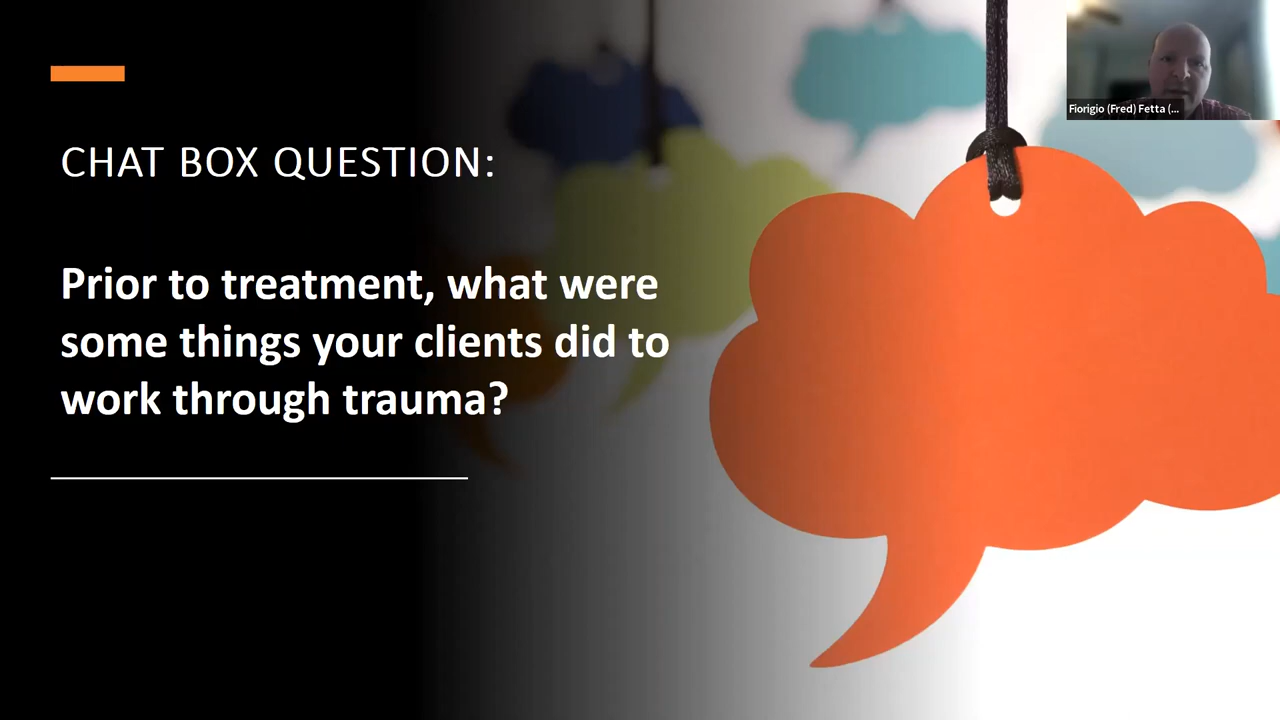 CHAT BOX QUESTION:
Prior to treatment, what were
some things your clients did to
work through trauma?
Fiorigio (Fred) Fetta (...